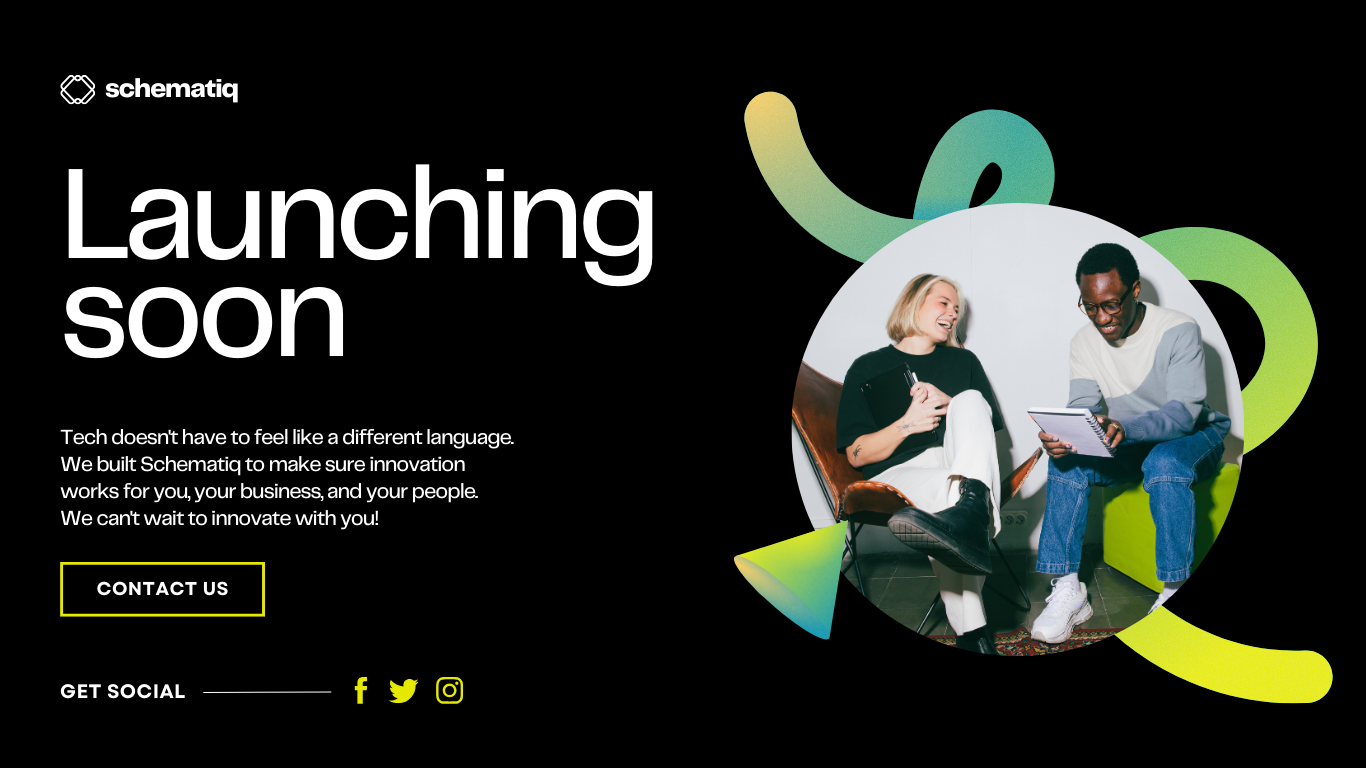 schematiq
Launching
soon
Tech doesn't have to feel like a different language.
We built Schematiq to make sure innovation
works for you, your business, and your people.
We can't wait to innovate with you!
CONTACT US
GET SOCIAL